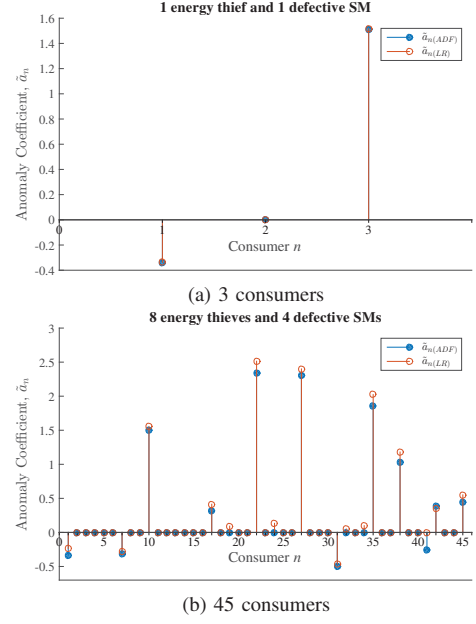 1 energy thief and 1 defective SM
1.6
1.4
1.2
1
0.8
0.6
0.4
0.2
0
-0.2
-0.4
Anomaly Coefficient, ã_n
ã_n(ADF)
ã_n(LR)
0 1 2 3
Consumer n
(a) 3 consumers
8 energy thieves and 4 defective SMs
3
2.5
2
1.5
1
0.5
0
-0.5
Anomaly Coefficient, ã_n
ã_n(ADF)
ã_n(LR)
0 5 10 15 20 25 30 35 40 45
Consumer n
(b) 45 consumers